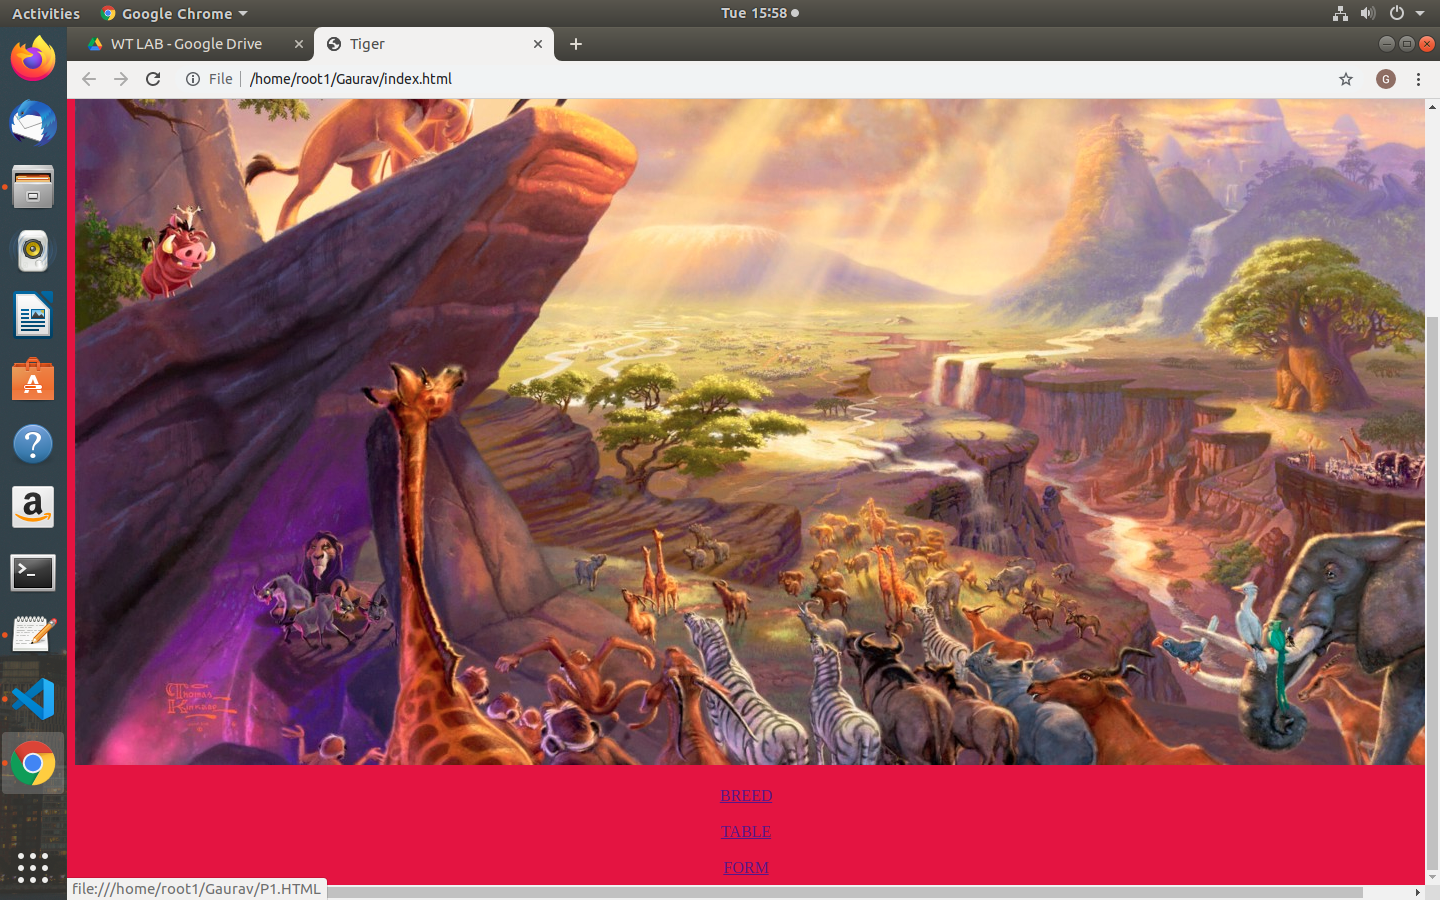 Activities
Google Chrome
Tue 15:58
WT LAB - Google Drive
Tiger
File
/home/root1/Gaurav/index.html
G
Thomas
BREED
TABLE
FORM
file:///home/root1/Gaurav/P1.HTML